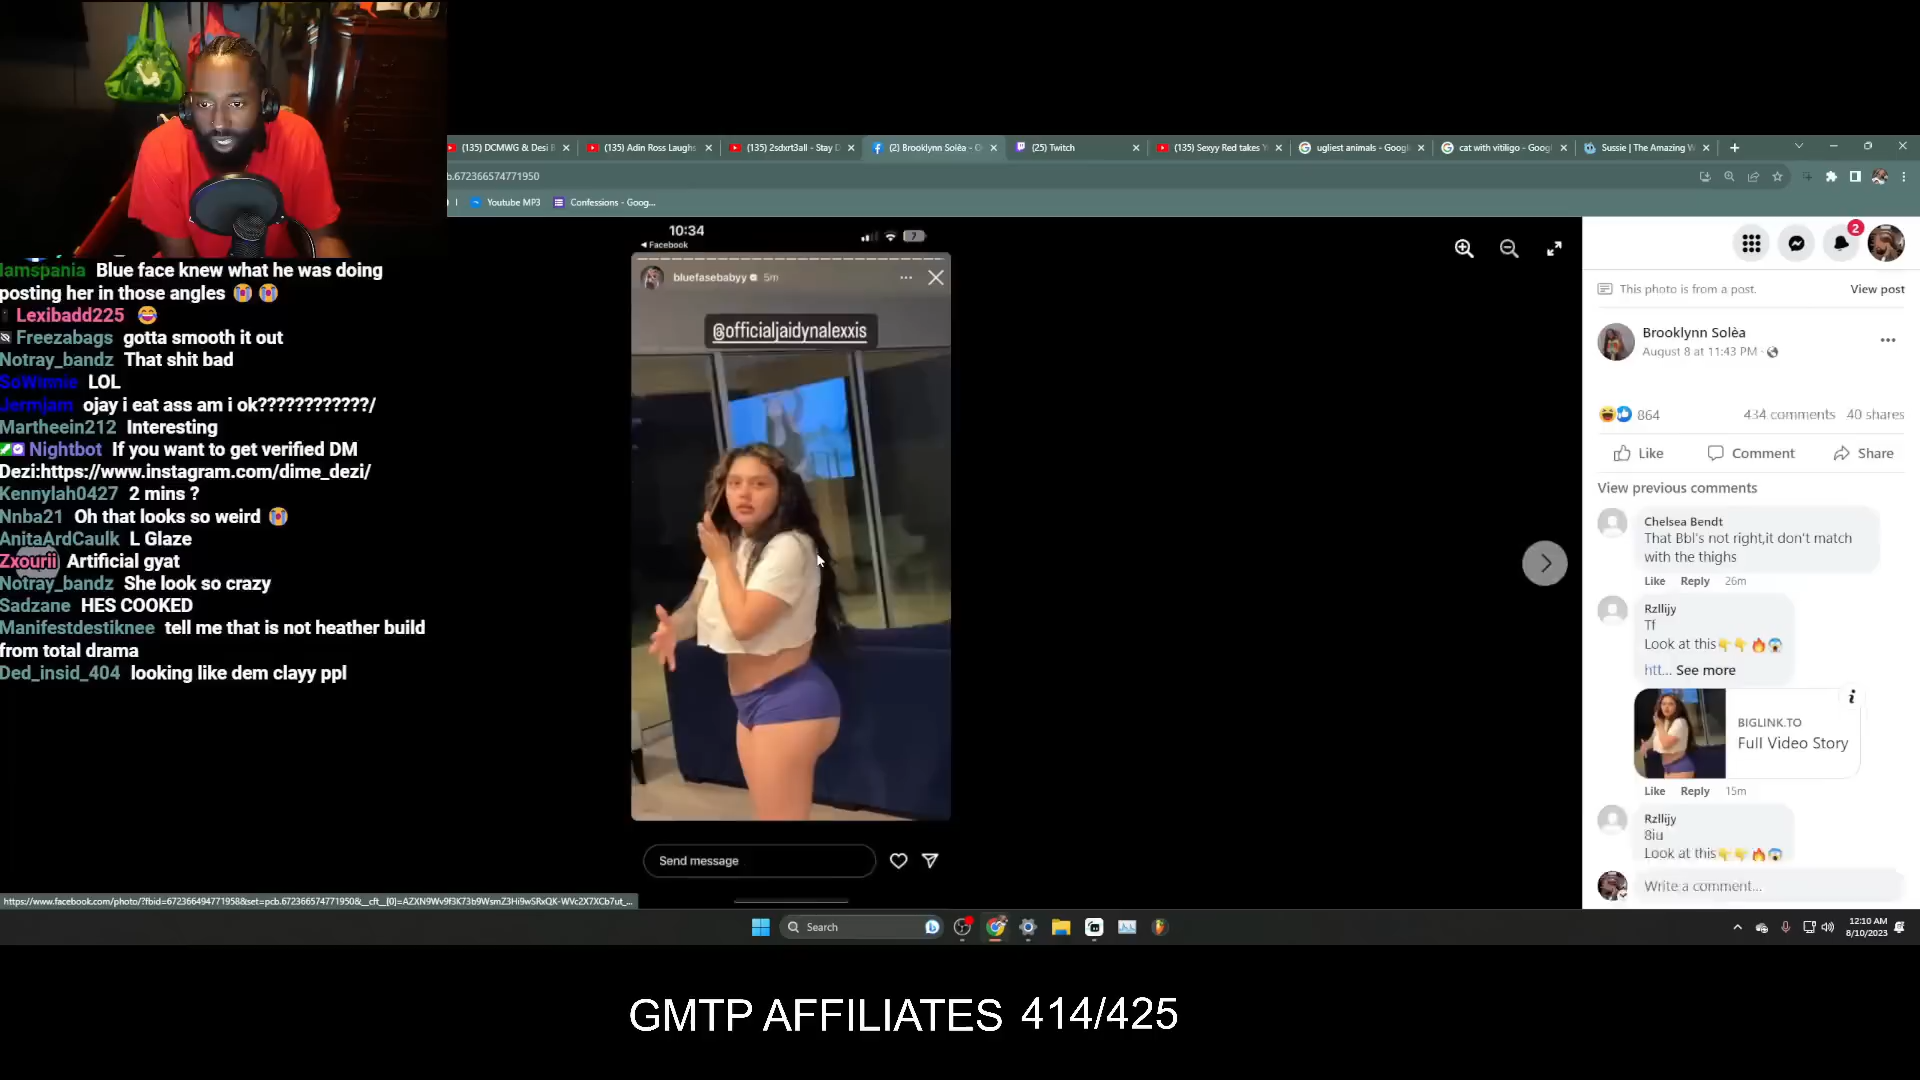 (135) DCMWG & Desi B
(135) Adin Ross Laughs
(135) 2sdxrt3all - Stay D
(2) Brooklynn Solèa - O
(25) Twitch
(135) Sexyy Red takes Y
ugliest animals - Googl
cat with vitiligo - Goog
Sussie | The Amazing W
b.672366574771950
Youtube MP3
Confessions - Goog...
Iamspania Blue face knew what he was doing
posting her in those angles 😭 😭
Lexibadd225 😂
Freezabags gotta smooth it out
Notray_bandz That shit bad
SoWinnie LOL
Jermjam ojay i eat ass am i ok????????????/
Martheein212 Interesting
Nightbot If you want to get verified DM
Dezi:https://www.instagram.com/dime_dezi/
Kennylah0427 2 mins ?
Nnba21 Oh that looks so weird 😭
AnitaArdCaulk L Glaze
Zxourii Artificial gyat
Notray_bandz She look so crazy
Sadzane HES COOKED
Manifestdestiknee tell me that is not heather build
from total drama
Ded_insid_404 looking like dem clayy ppl
10:34
7
Facebook
bluefasebabyy 5m
@officialjaidynalexxis
Send message
2
This photo is from a post.
View post
Brooklynn Solèa
August 8 at 11:43 PM
864
434 comments 40 shares
Like Comment Share
View previous comments
Chelsea Bendt
That Bbl's not right,it don't match
with the thighs
Like Reply 26m
Rzllijy
Tf
Look at this👇👇🔥😱
htt... See more
BIGLINK.TO
Full Video Story
Like Reply 15m
Rzllijy
8iu
Look at this👇👇🔥😱
Write a comment...
Search
12:10 AM
8/10/2023
GMTP AFFILIATES 414/425